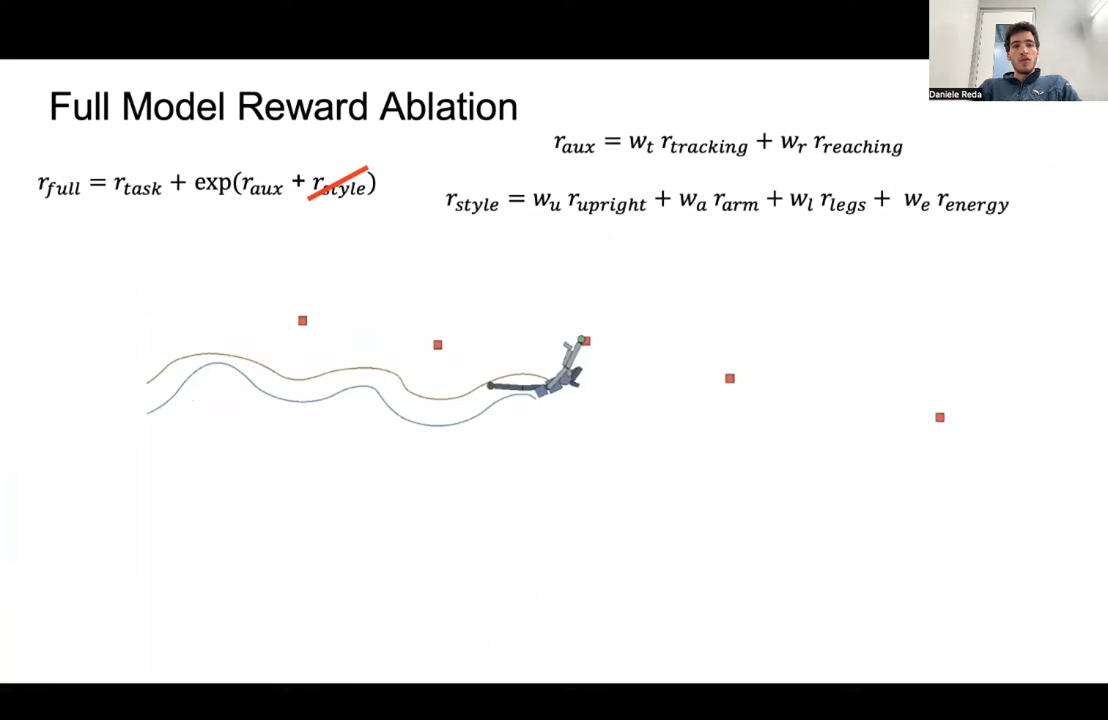 Full Model Reward Ablation
Daniele Reda
r_aux = w_t r_tracking + w_r r_reaching
r_full = r_task + exp(r_aux + r_style)
r_style = w_u r_upright + w_a r_arm + w_l r_legs + w_e r_energy